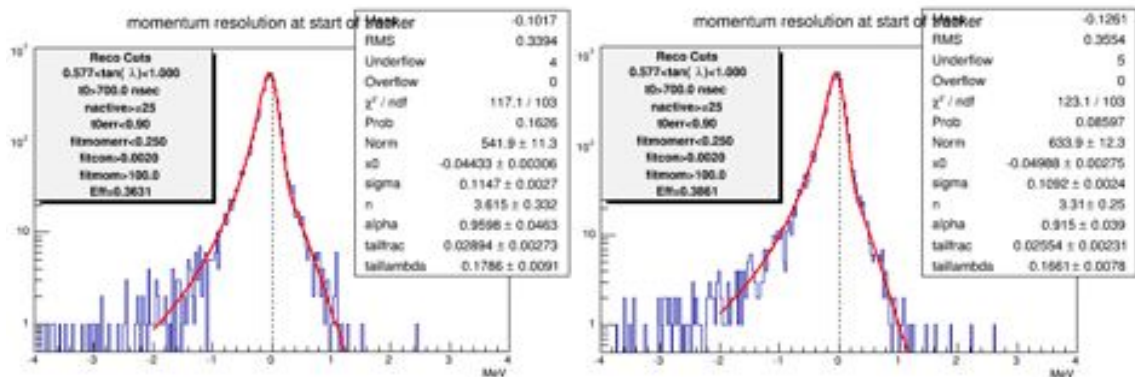 momentum resolution at start of tracker
Mean -0.1017
RMS 0.3394
Underflow 4
Overflow 0
χ² / ndf 117.1 / 103
Prob 0.1626
Norm 541.9 ± 11.3
x0 -0.04433 ± 0.00306
sigma 0.1147 ± 0.0027
n 3.615 ± 0.332
alpha 0.9598 ± 0.0463
tailfrac 0.02894 ± 0.00273
taillambda 0.1786 ± 0.0091
Reco Cuts
0.577<tan( λ)<1.000
t0>700.0 nsec
nactive>=25
t0err<0.90
fitmomerr<0.250
fitcon>0.0020
fitmom>100.0
Eff=0.3631
10³
10²
10
1
-4 -3 -2 -1 0 1 2 3 4
MeV
momentum resolution at start of tracker
Mean -0.1261
RMS 0.3554
Underflow 5
Overflow 0
χ² / ndf 123.1 / 103
Prob 0.08597
Norm 633.9 ± 12.3
x0 -0.04988 ± 0.00275
sigma 0.1092 ± 0.0024
n 3.31 ± 0.25
alpha 0.915 ± 0.039
tailfrac 0.02554 ± 0.00231
taillambda 0.1661 ± 0.0078
Reco Cuts
0.577<tan( λ)<1.000
t0>700.0 nsec
nactive>=25
t0err<0.90
fitmomerr<0.250
fitcon>0.0020
fitmom>100.0
Eff=0.3861
10³
10²
10
1
-4 -3 -2 -1 0 1 2 3 4
MeV